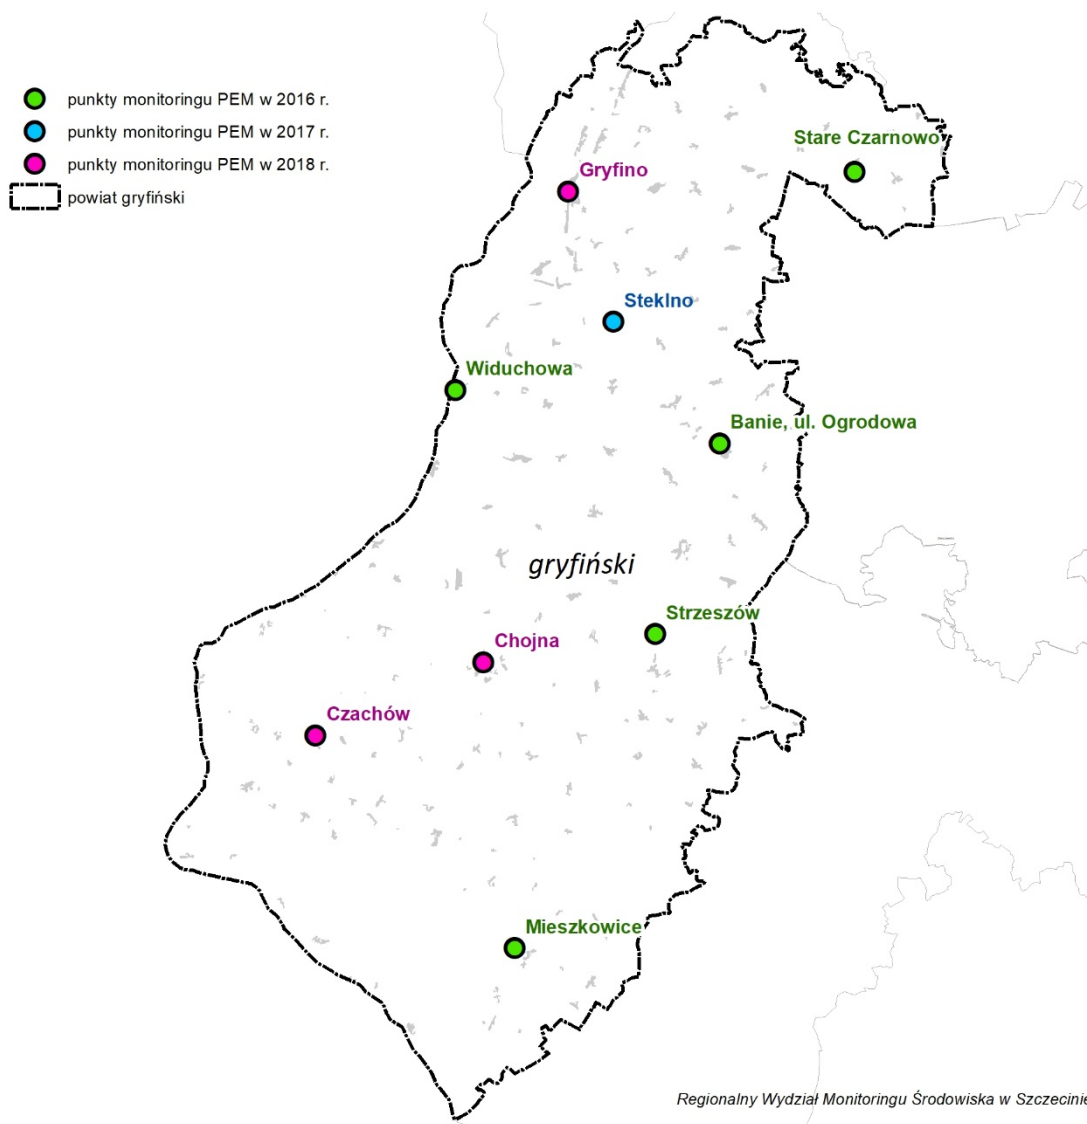 punkty monitoringu PEM w 2016 r.
punkty monitoringu PEM w 2017 r.
punkty monitoringu PEM w 2018 r.
powiat gryfiński
Stare Czarnowo
Gryfino
Steklno
Widuchowa
Banie, ul. Ogrodowa
gryfiński
Strzeszów
Chojna
Czachów
Mieszkowice
Regionalny Wydział Monitoringu Środowiska w Szczecinie